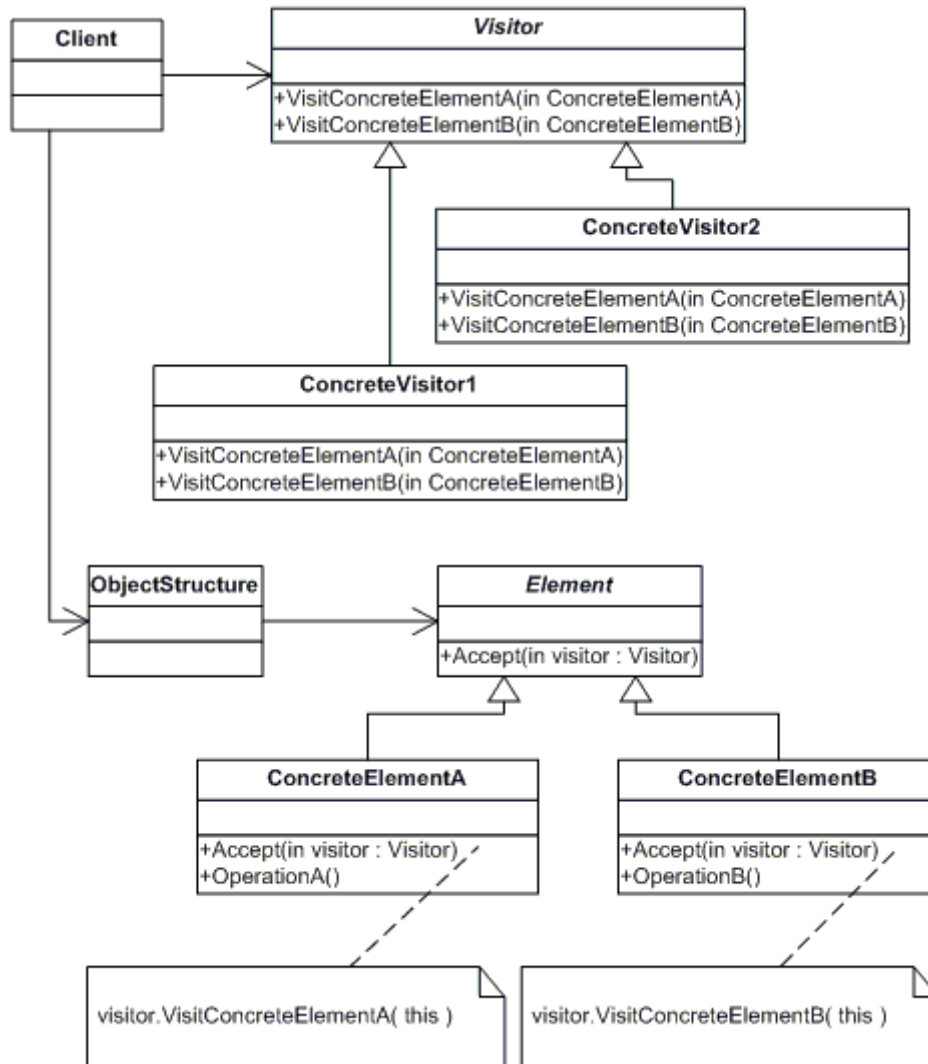 Client
Visitor
+VisitConcreteElementA(in ConcreteElementA)
+VisitConcreteElementB(in ConcreteElementB)
ConcreteVisitor2
+VisitConcreteElementA(in ConcreteElementA)
+VisitConcreteElementB(in ConcreteElementB)
ConcreteVisitor1
+VisitConcreteElementA(in ConcreteElementA)
+VisitConcreteElementB(in ConcreteElementB)
ObjectStructure
Element
+Accept(in visitor : Visitor)
ConcreteElementA
+Accept(in visitor : Visitor)
+OperationA()
ConcreteElementB
+Accept(in visitor : Visitor)
+OperationB()
visitor.VisitConcreteElementA( this )
visitor.VisitConcreteElementB( this )